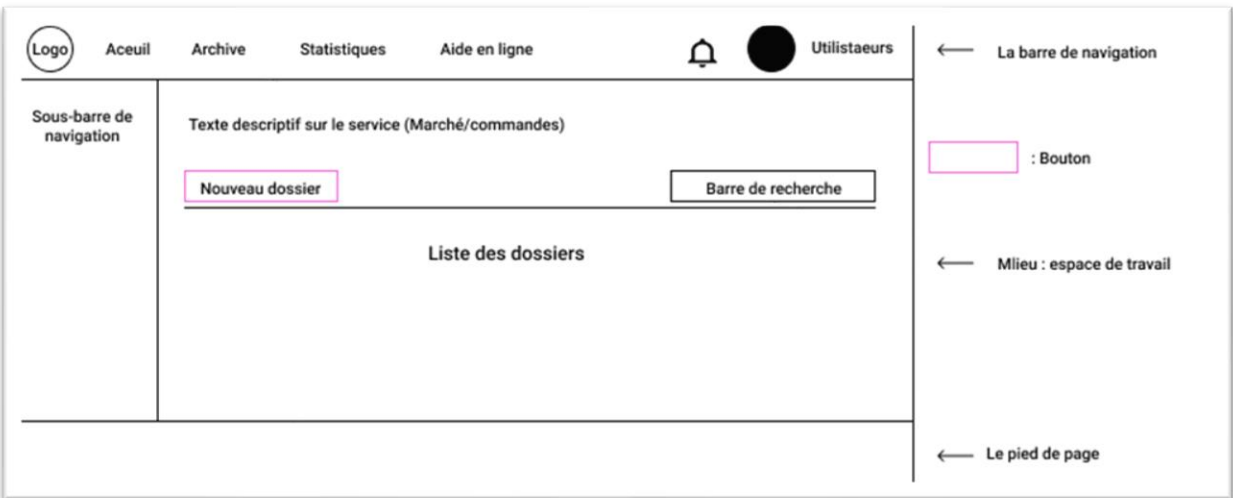 Logo
Aceuil
Archive
Statistiques
Aide en ligne
Utilistaeurs
La barre de navigation
Sous-barre de
navigation
Texte descriptif sur le service (Marché/commandes)
: Bouton
Nouveau dossier
Barre de recherche
Liste des dossiers
Mlieu : espace de travail
Le pied de page